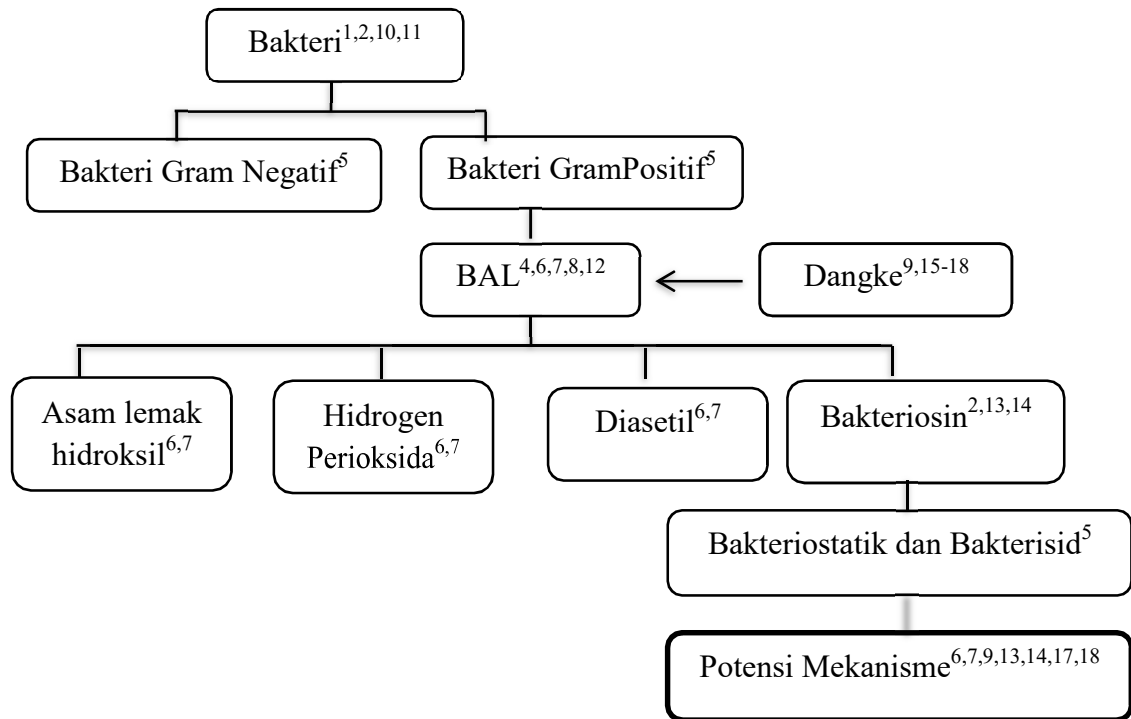 Bakteri1,2,10,11
Bakteri Gram Negatif5
Bakteri GramPositif5
BAL4,6,7,8,12
Dangke9,15-18
Asam lemak
hidroksil6,7
Hidrogen
Perioksida6,7
Diasetil6,7
Bakteriosin2,13,14
Bakteriostatik dan Bakterisid5
Potensi Mekanisme6,7,9,13,14,17,18